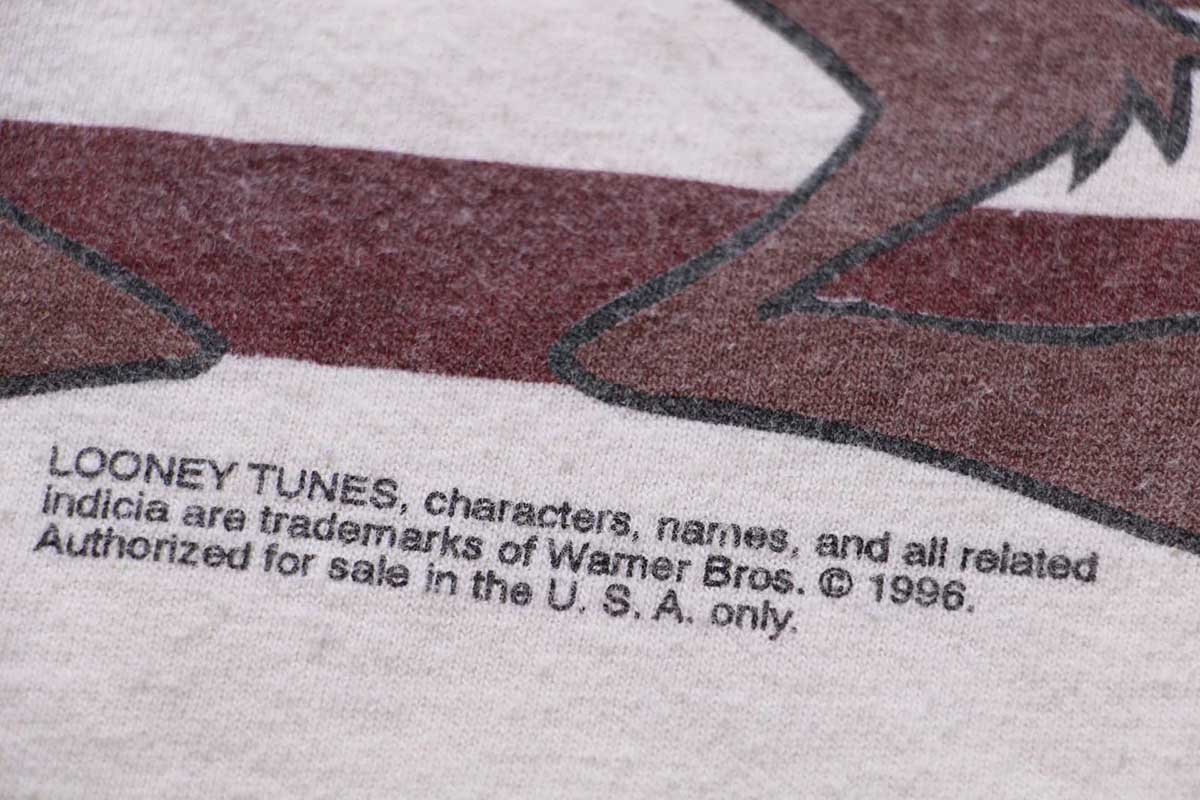 LOONEY TUNES, characters, names, and all related
indicia are trademarks of Warner Bros. © 1996.
Authorized for sale in the U. S. A. only.